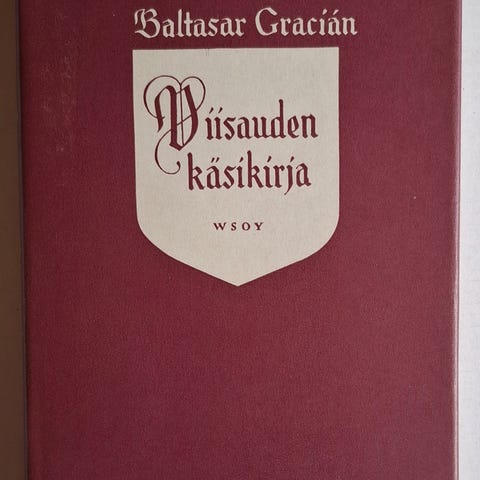 Baltasar Gracián
Viisauden
käsikirja
WSOY